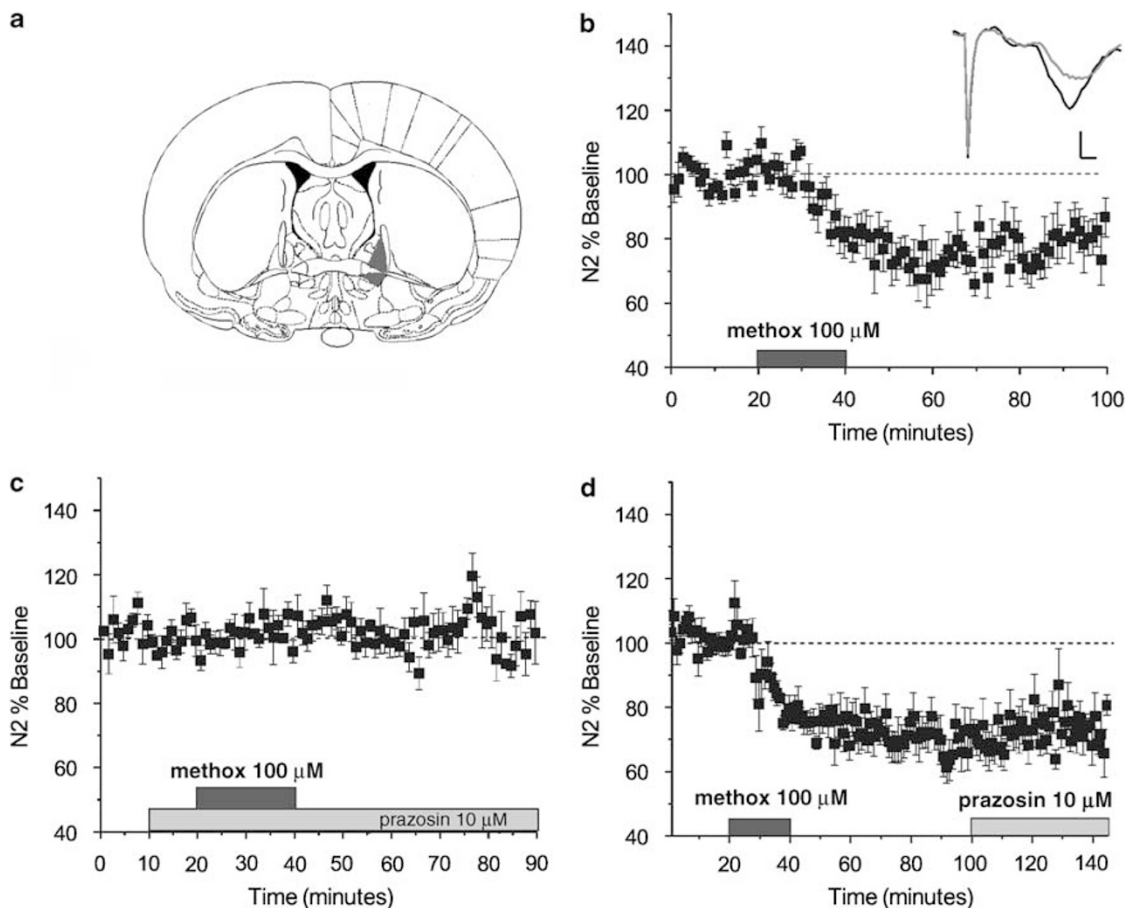 a
b
140
120
100
80
60
40
N2 % Baseline
methox 100 μM
0
20
40
60
80
100
Time (minutes)
c
140
120
100
80
60
40
N2 % Baseline
methox 100 μM
prazosin 10 μM
0 10 20 30 40 50 60 70 80 90
Time (minutes)
d
140
120
100
80
60
40
N2 % Baseline
methox 100 μM
prazosin 10 μM
20 40 60 80 100 120 140
Time (minutes)